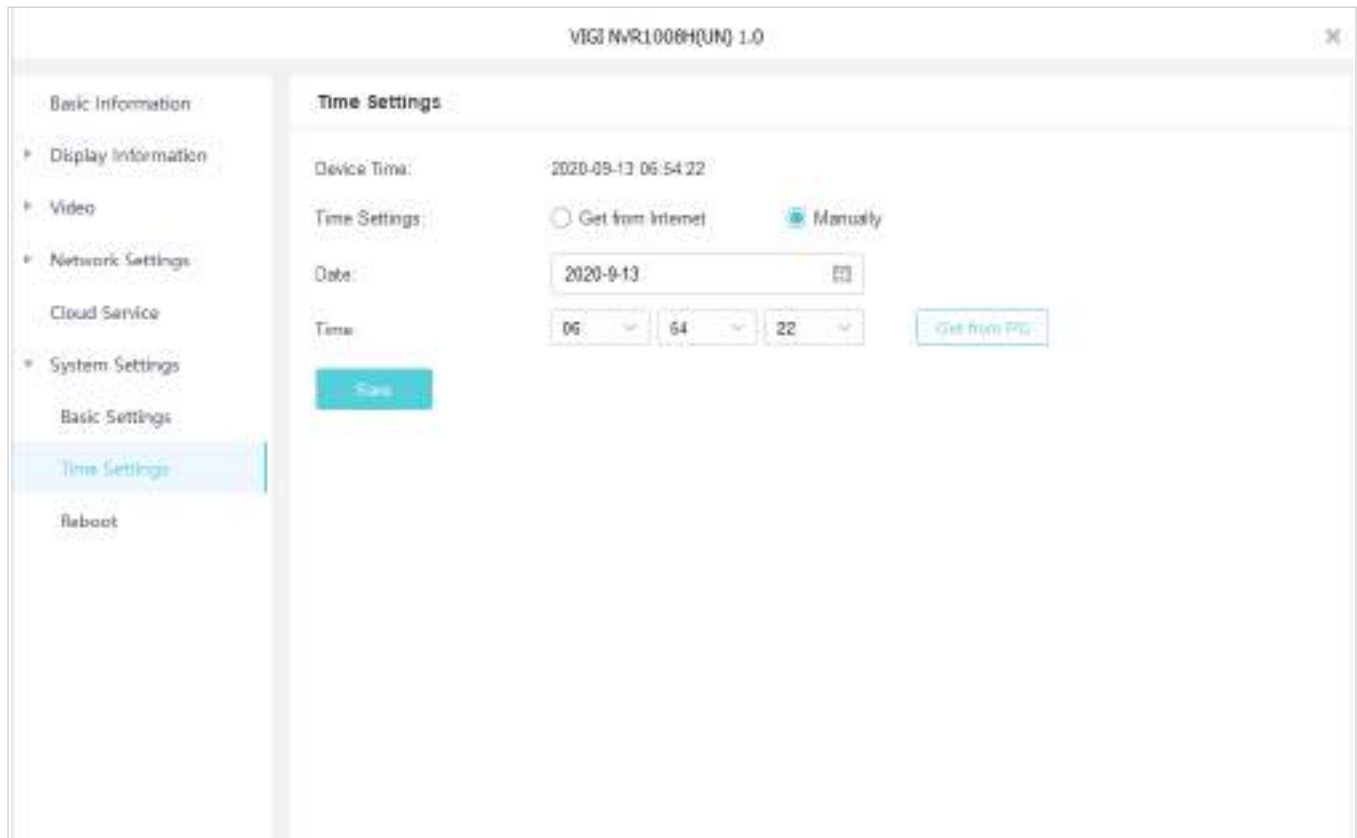 VIGI NVR1008H(UN) 1.0
Basic Information
Display Information
Video
Network Settings
Cloud Service
System Settings
Basic Settings
Time Settings
Reboot
Time Settings
Device Time: 2020-09-13 06:54:22
Time Settings: Get from Internet Manually
Date: 2020-9-13
Time: 06 54 22 Get from PC
Save